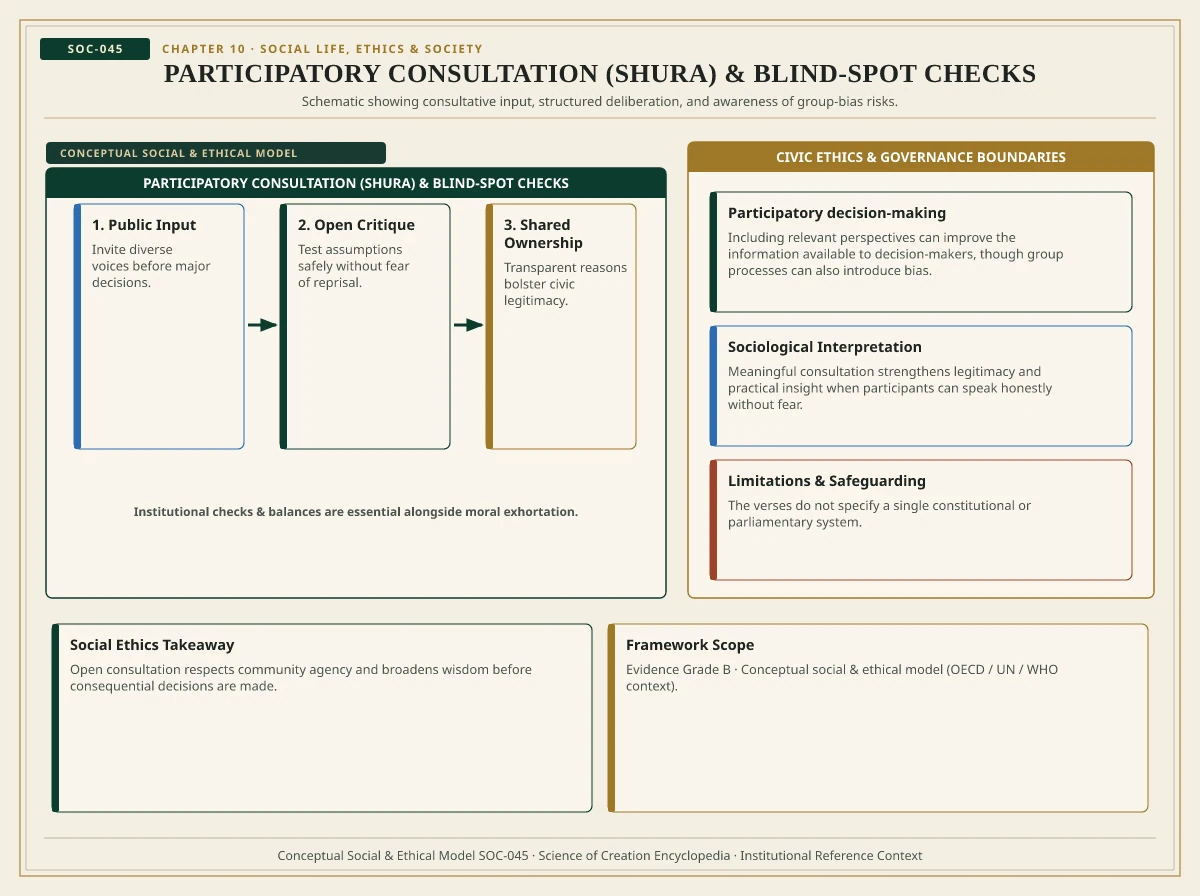 SOC-045
CHAPTER 10 · SOCIAL LIFE, ETHICS & SOCIETY
PARTICIPATORY CONSULTATION (SHURA) & BLIND-SPOT CHECKS
Schematic showing consultative input, structured deliberation, and awareness of group-bias risks.
CONCEPTUAL SOCIAL & ETHICAL MODEL
PARTICIPATORY CONSULTATION (SHURA) & BLIND-SPOT CHECKS
1. Public Input
Invite diverse
voices before major
decisions.
2. Open Critique
Test assumptions
safely without fear
of reprisal.
3. Shared
Ownership
Transparent reasons
bolster civic
legitimacy.
Institutional checks & balances are essential alongside moral exhortation.
CIVIC ETHICS & GOVERNANCE BOUNDARIES
Participatory decision-making
Including relevant perspectives can improve the
information available to decision-makers, though group
processes can also introduce bias.
Sociological Interpretation
Meaningful consultation strengthens legitimacy and
practical insight when participants can speak honestly
without fear.
Limitations & Safeguarding
The verses do not specify a single constitutional or
parliamentary system.
Social Ethics Takeaway
Open consultation respects community agency and broadens wisdom before
consequential decisions are made.
Framework Scope
Evidence Grade B · Conceptual social & ethical model (OECD / UN / WHO
context).
Conceptual Social & Ethical Model SOC-045 · Science of Creation Encyclopedia · Institutional Reference Context